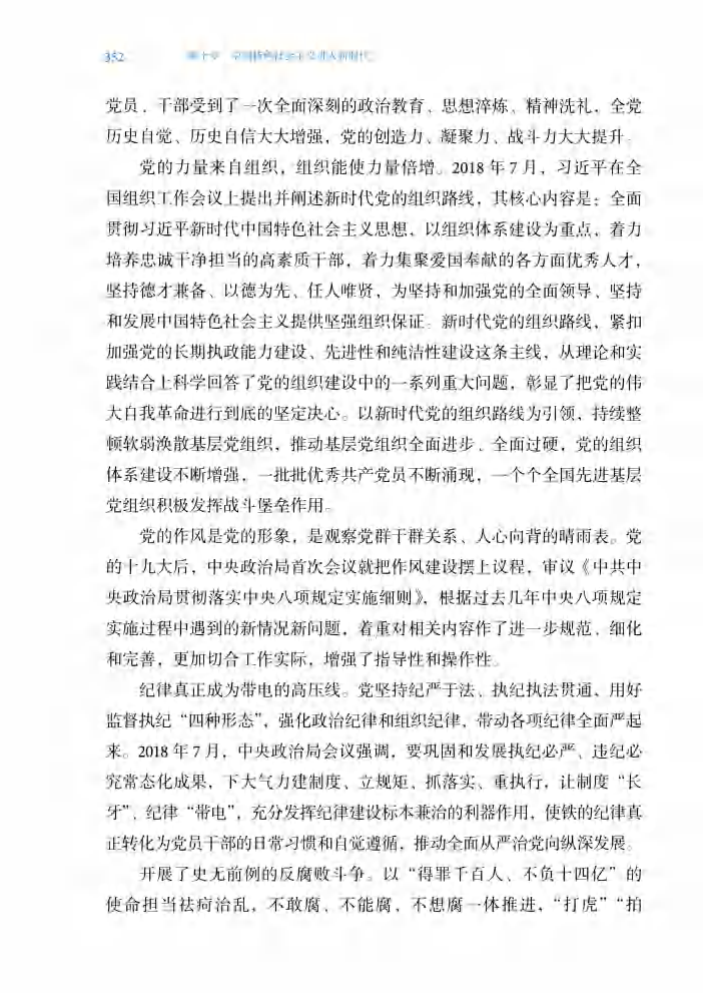 352 第十章 中国特色社会主义进入新时代
党员、干部受到了一次全面深刻的政治教育、思想淬炼、精神洗礼，全党
历史自觉、历史自信大大增强，党的创造力、凝聚力、战斗力大大提升。
党的力量来自组织，组织能使力量倍增。2018 年 7 月，习近平在全
国组织工作会议上提出并阐述新时代党的组织路线，其核心内容是：全面
贯彻习近平新时代中国特色社会主义思想，以组织体系建设为重点，着力
培养忠诚干净担当的高素质干部，着力集聚爱国奉献的各方面优秀人才，
坚持德才兼备、以德为先、任人唯贤，为坚持和加强党的全面领导、坚持
和发展中国特色社会主义提供坚强组织保证。新时代党的组织路线，紧扣
加强党的长期执政能力建设、先进性和纯洁性建设这条主线，从理论和实
践结合上科学回答了党的组织建设中的一系列重大问题，彰显了把党的伟
大自我革命进行到底的坚定决心。以新时代党的组织路线为引领，持续整
顿软弱涣散基层党组织，推动基层党组织全面进步、全面过硬，党的组织
体系建设不断增强，一批批优秀共产党员不断涌现，一个个全国先进基层
党组织积极发挥战斗堡垒作用。
党的作风是党的形象，是观察党群干群关系、人心向背的晴雨表。党
的十九大后，中央政治局首次会议就把作风建设摆上议程，审议《中共中
央政治局贯彻落实中央八项规定实施细则》，根据过去几年中央八项规定
实施过程中遇到的新情况新问题，着重对相关内容作了进一步规范、细化
和完善，更加切合工作实际，增强了指导性和操作性。
纪律真正成为带电的高压线。党坚持纪严于法、执纪执法贯通，用好
监督执纪“四种形态”，强化政治纪律和组织纪律，带动各项纪律全面严起
来。2018 年 7 月，中央政治局会议强调，要巩固和发展执纪必严、违纪必
究常态化成果，下大气力建制度、立规矩、抓落实、重执行，让制度“长
牙”、纪律“带电”，充分发挥纪律建设标本兼治的利器作用，使铁的纪律真
正转化为党员干部的日常习惯和自觉遵循，推动全面从严治党向纵深发展。
开展了史无前例的反腐败斗争。以“得罪千百人、不负十四亿”的
使命担当祛疴治乱，不敢腐、不能腐、不想腐一体推进，“打虎”“拍